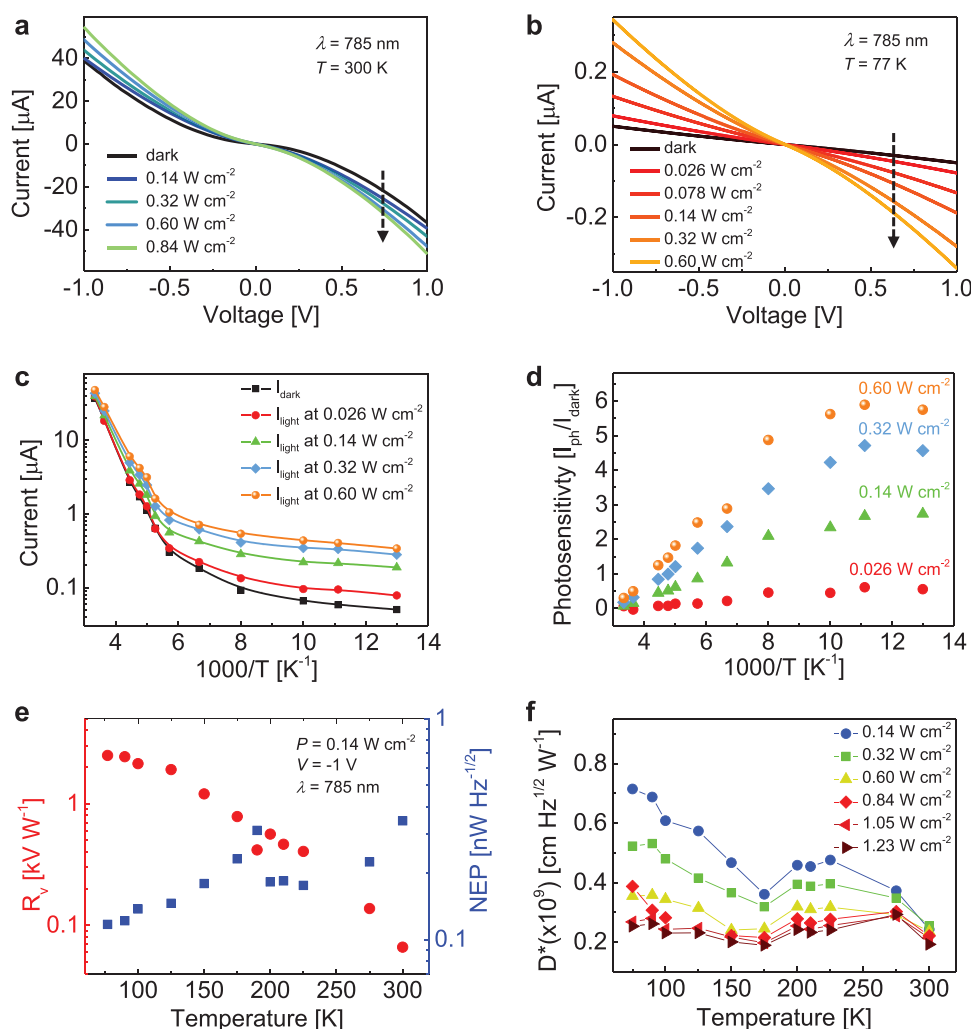 a
λ = 785 nm
T = 300 K
Current [µA]
40
20
0
-20
-40
dark
0.14 W cm-2
0.32 W cm-2
0.60 W cm-2
0.84 W cm-2
-1.0 -0.5 0.0 0.5 1.0
Voltage [V]
b
λ = 785 nm
T = 77 K
Current [µA]
0.2
0.0
-0.2
dark
0.026 W cm-2
0.078 W cm-2
0.14 W cm-2
0.32 W cm-2
0.60 W cm-2
-1.0 -0.5 0.0 0.5 1.0
Voltage [V]
c
Current [µA]
10
1
0.1
Idark
Ilight at 0.026 W cm-2
Ilight at 0.14 W cm-2
Ilight at 0.32 W cm-2
Ilight at 0.60 W cm-2
4 6 8 10 12 14
1000/T [K-1]
d
Photosensitivty [Iph/Idark]
6
5
4
3
2
1
0
0.60 W cm-2
0.32 W cm-2
0.14 W cm-2
0.026 W cm-2
4 6 8 10 12 14
1000/T [K-1]
e
Rv [kV W-1]
1
0.1
P = 0.14 W cm-2
V = -1 V
λ = 785 nm
NEP [nW Hz-1/2]
1
0.1
100 150 200 250 300
Temperature [K]
f
D*(x109) [cm Hz1/2 W-1]
0.8
0.6
0.4
0.2
0.14 W cm-2
0.32 W cm-2
0.60 W cm-2
0.84 W cm-2
1.05 W cm-2
1.23 W cm-2
100 150 200 250 300
Temperature [K]